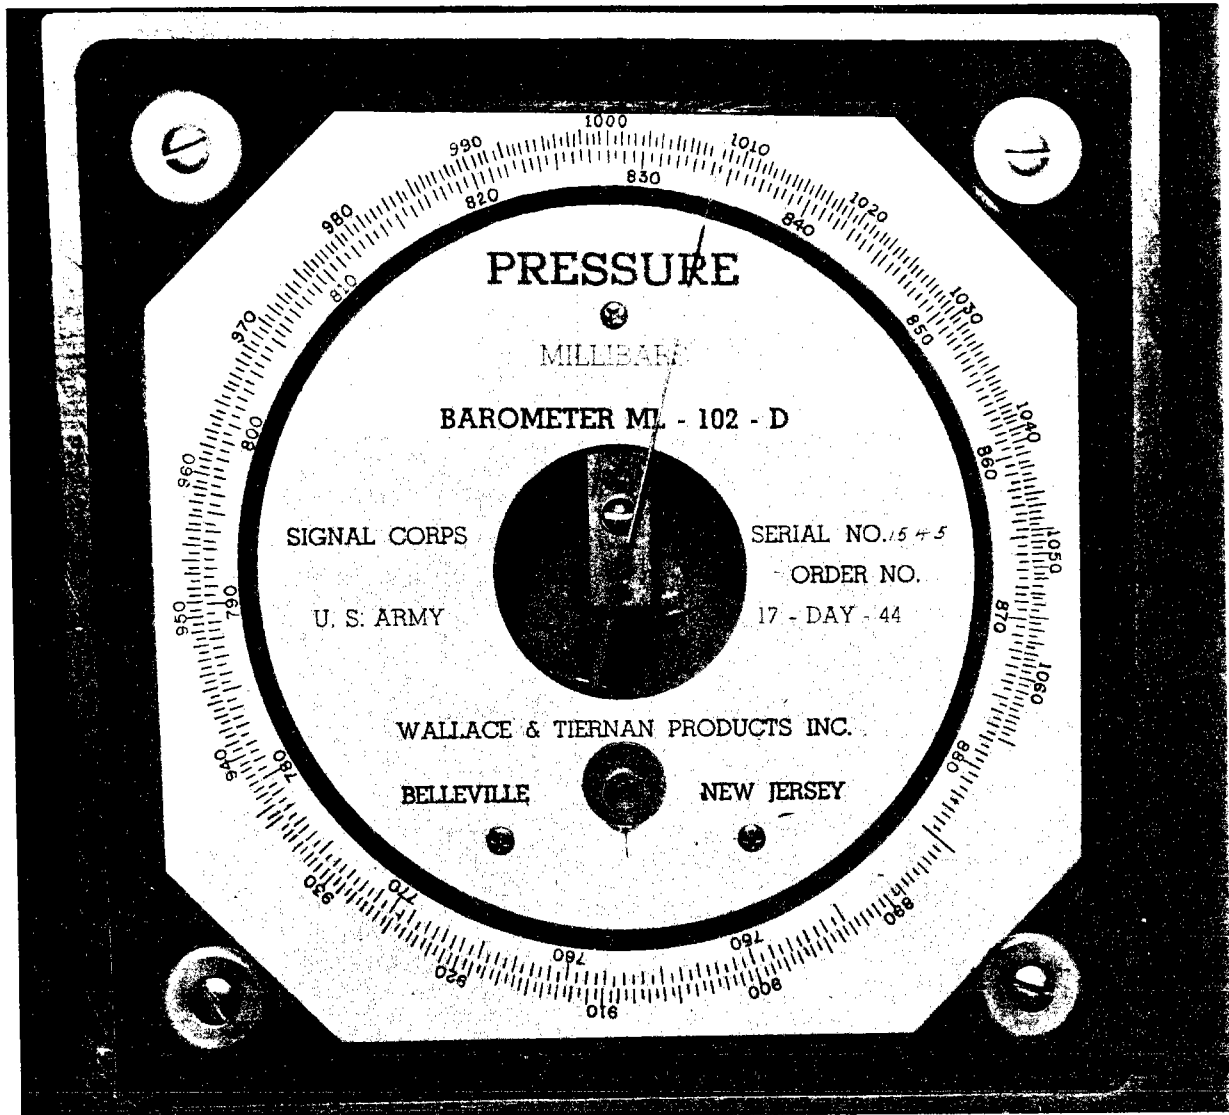 1000
990
1010
980
1020
970
1030
960
1040
950
1050
940
1060
930
890
920
900
910
830
820
840
810
850
800
860
790
870
780
880
770
760
750
PRESSURE
MILLIBARS
BAROMETER ML - 102 - D
SIGNAL CORPS
SERIAL NO. 1545
ORDER NO.
U. S. ARMY
17 - DAY - 44
WALLACE & TIERNAN PRODUCTS INC.
BELLEVILLE,
NEW JERSEY